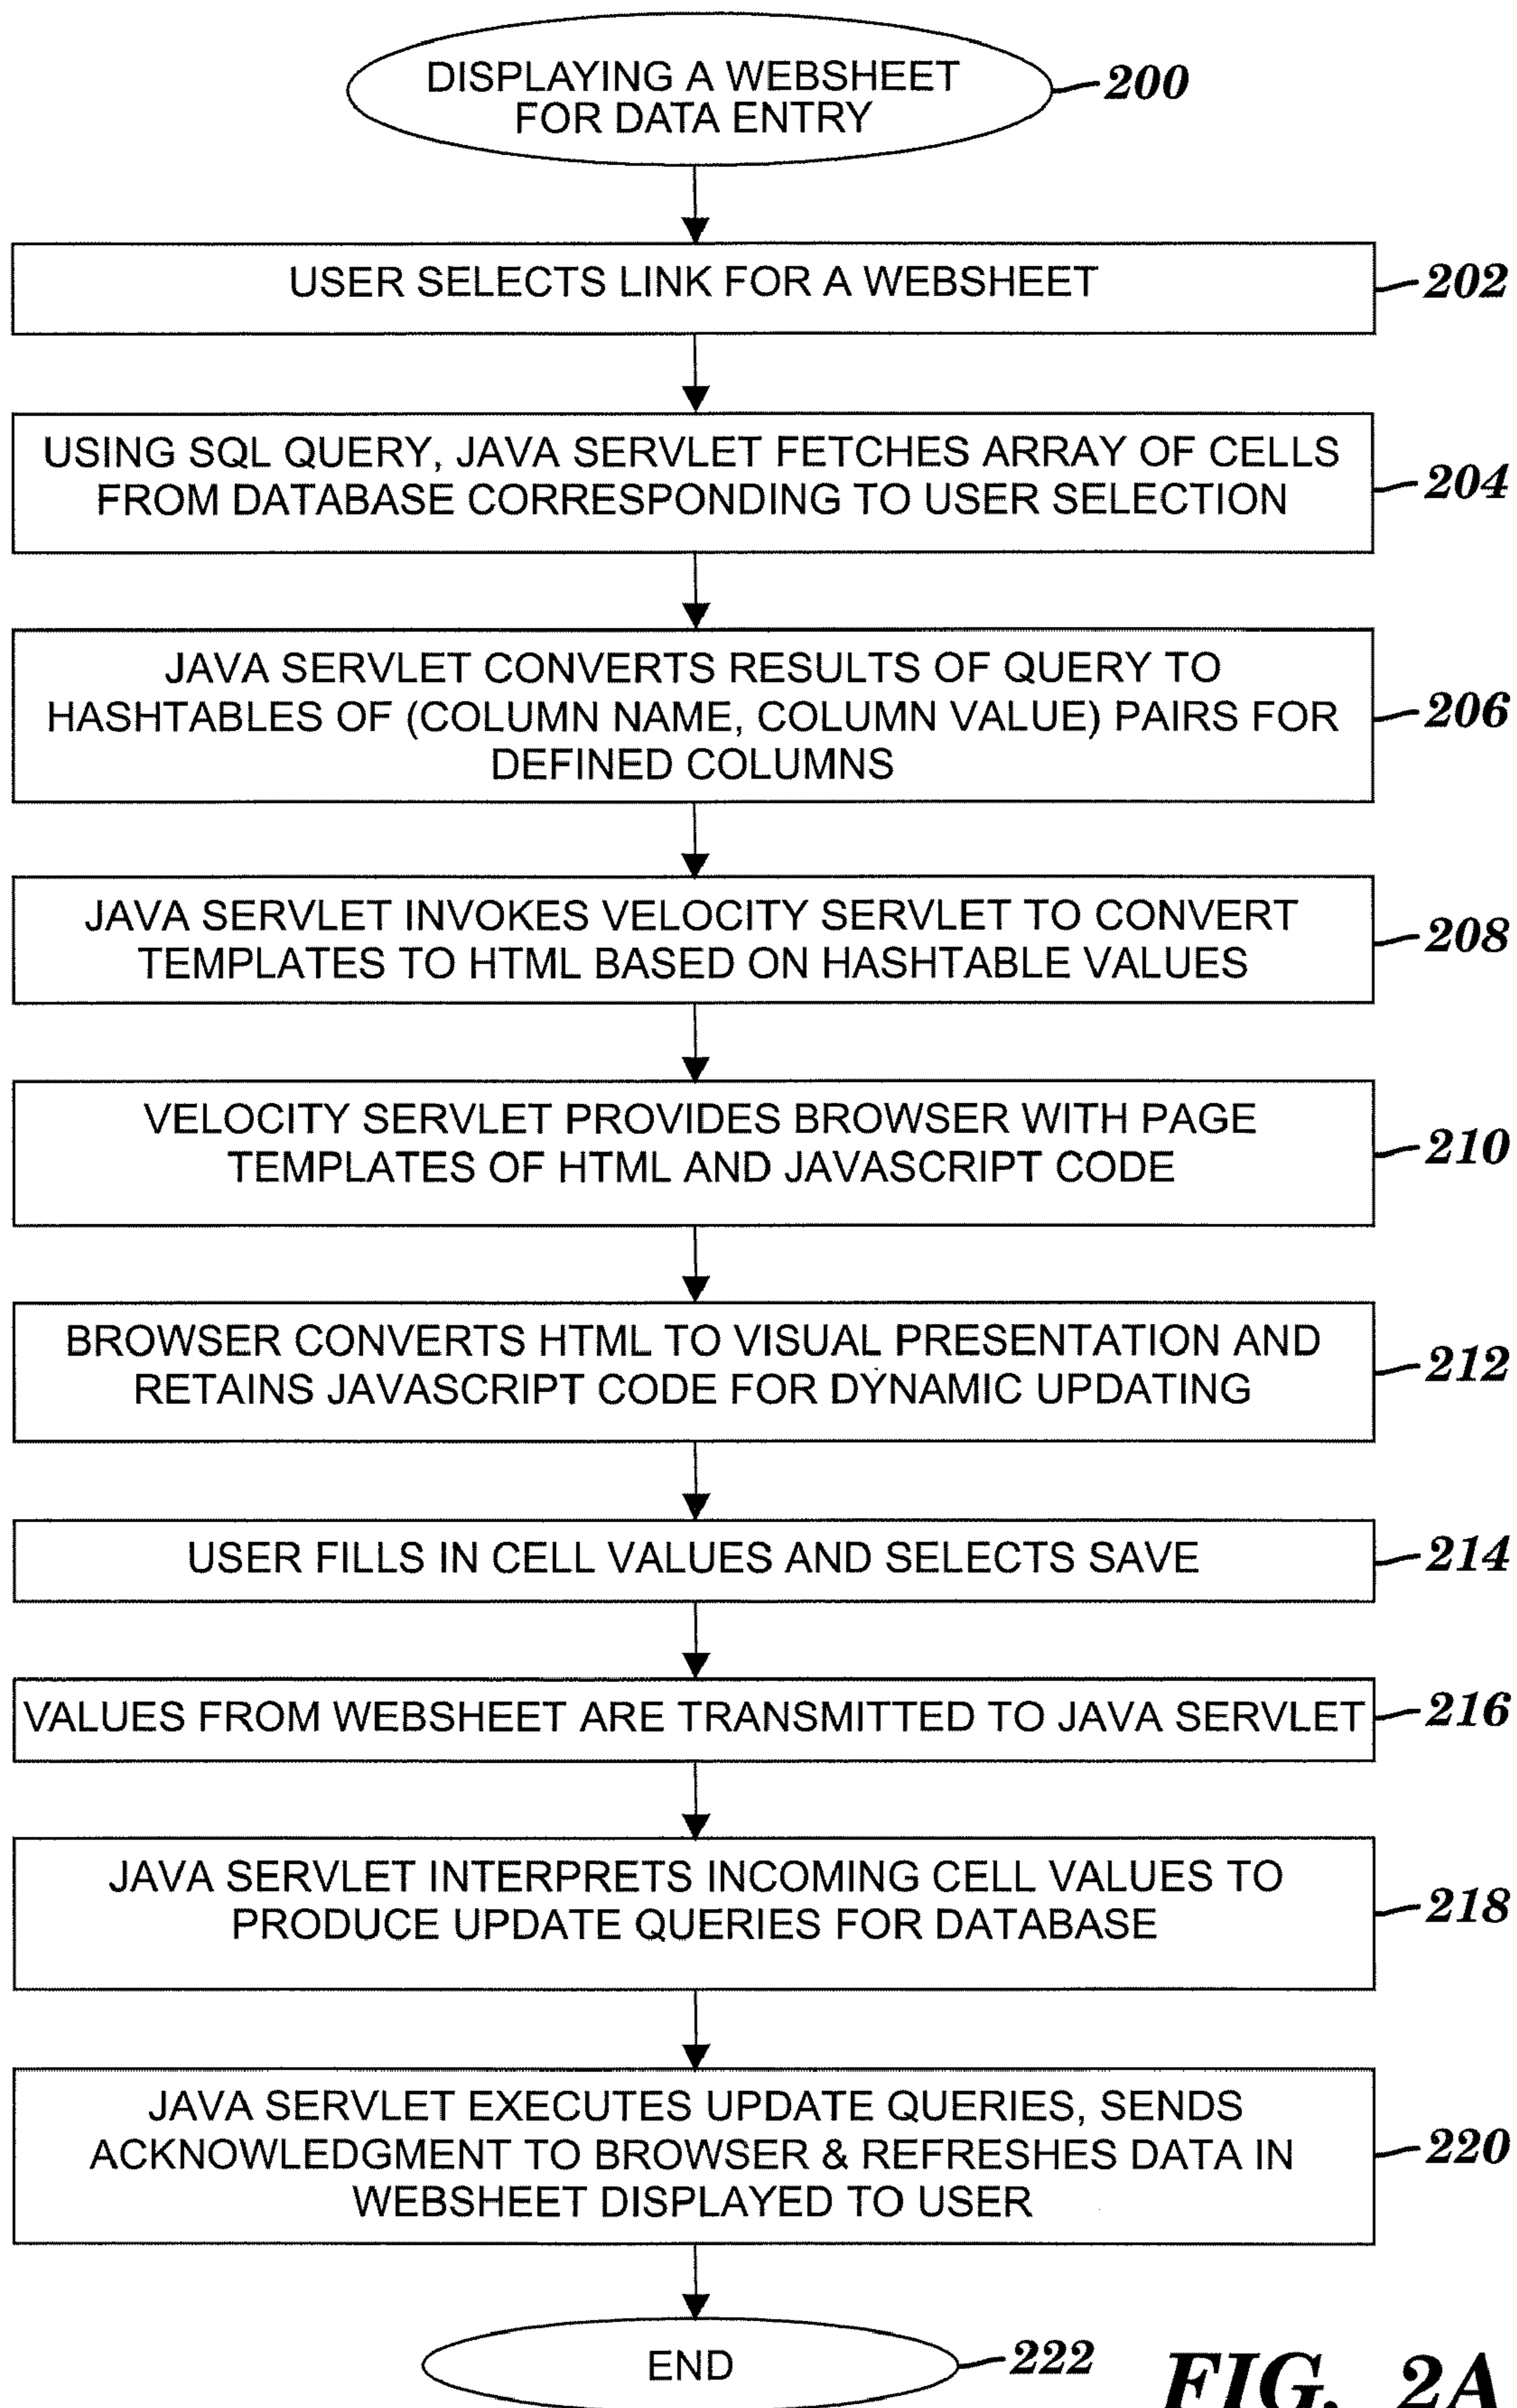 DISPLAYING A WEBSHEET
FOR DATA ENTRY
200
USER SELECTS LINK FOR A WEBSHEET
202
USING SQL QUERY, JAVA SERVLET FETCHES ARRAY OF CELLS
FROM DATABASE CORRESPONDING TO USER SELECTION
204
JAVA SERVLET CONVERTS RESULTS OF QUERY TO
HASHTABLES OF (COLUMN NAME, COLUMN VALUE) PAIRS FOR
DEFINED COLUMNS
206
JAVA SERVLET INVOKES VELOCITY SERVLET TO CONVERT
TEMPLATES TO HTML BASED ON HASHTABLE VALUES
208
VELOCITY SERVLET PROVIDES BROWSER WITH PAGE
TEMPLATES OF HTML AND JAVASCRIPT CODE
210
BROWSER CONVERTS HTML TO VISUAL PRESENTATION AND
RETAINS JAVASCRIPT CODE FOR DYNAMIC UPDATING
212
USER FILLS IN CELL VALUES AND SELECTS SAVE
214
VALUES FROM WEBSHEET ARE TRANSMITTED TO JAVA SERVLET
216
JAVA SERVLET INTERPRETS INCOMING CELL VALUES TO
PRODUCE UPDATE QUERIES FOR DATABASE
218
JAVA SERVLET EXECUTES UPDATE QUERIES, SENDS
ACKNOWLEDGMENT TO BROWSER & REFRESHES DATA IN
WEBSHEET DISPLAYED TO USER
220
END
222
FIG. 2A